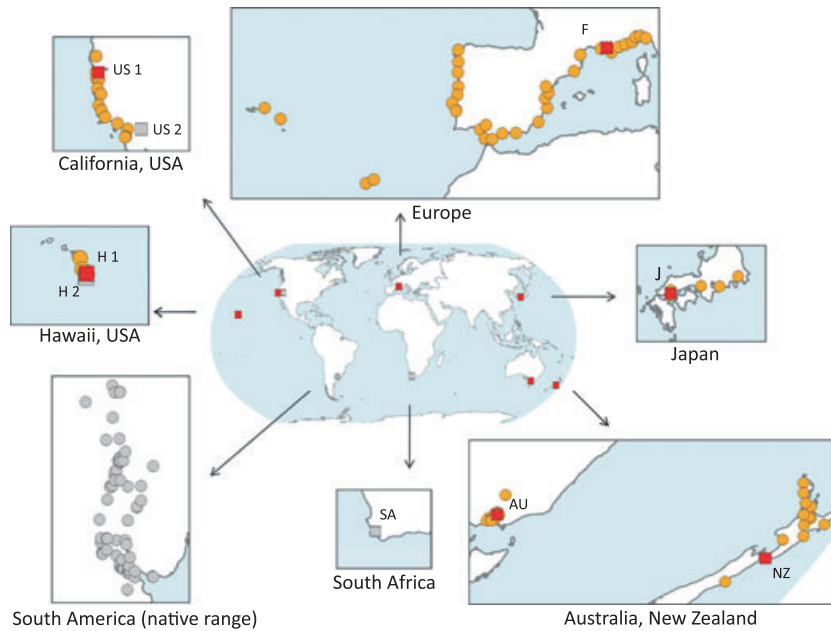 F
US 1
US 2
California, USA
Europe
H 1
H 2
Hawaii, USA
J
Japan
AU
SA
South Africa
NZ
South America (native range)
Australia, New Zealand